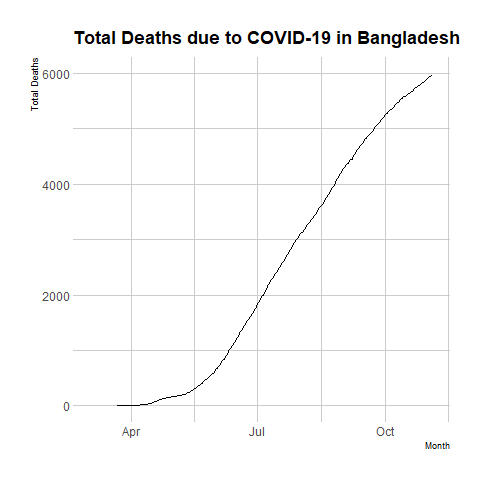 Total Deaths due to COVID-19 in Bangladesh
Total Deaths
6000
4000
2000
0
Apr Jul Oct
Month